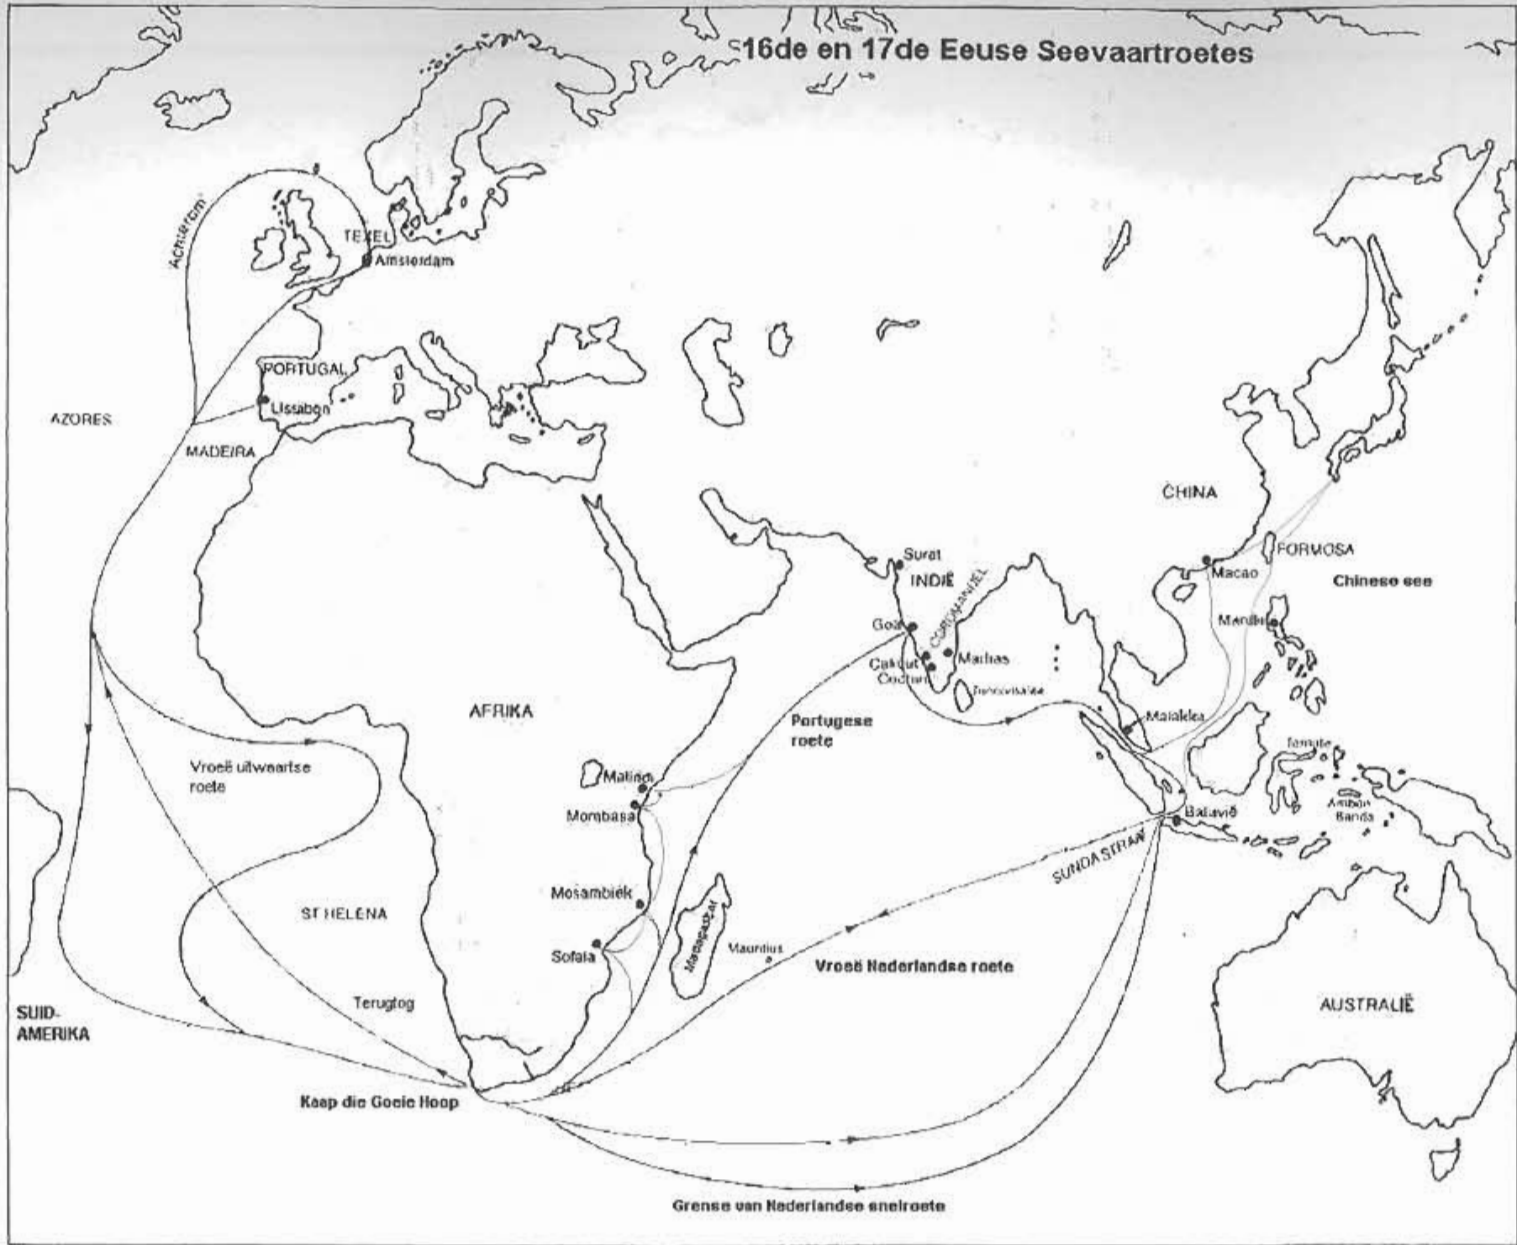 16de en 17de Eeuse Seevaartroetes
Achterom
TEXEL
Amsterdam
PORTUGAL
Lissabon
AZORES
MADEIRA
CHINA
FORMOSA
Macao
Chinese see
Surat
INDIË
COROMANDEL
Goa
Manilla
Calicut
Cochin
Madras
Malakka
AFRIKA
Portugese
roete
Vroeë uitwaartse
roete
Malindi
Mombasa
Ternate
Ambon
Banda
Batavië
SUNDA STRAAT
Mosambiek
ST HELENA
Madagaskar
Mauritius
Sofala
Vroeë Nederlandse roete
Terugtog
SUID-
AMERIKA
AUSTRALIË
Kaap die Goeie Hoop
Grense van Nederlandse snelroete